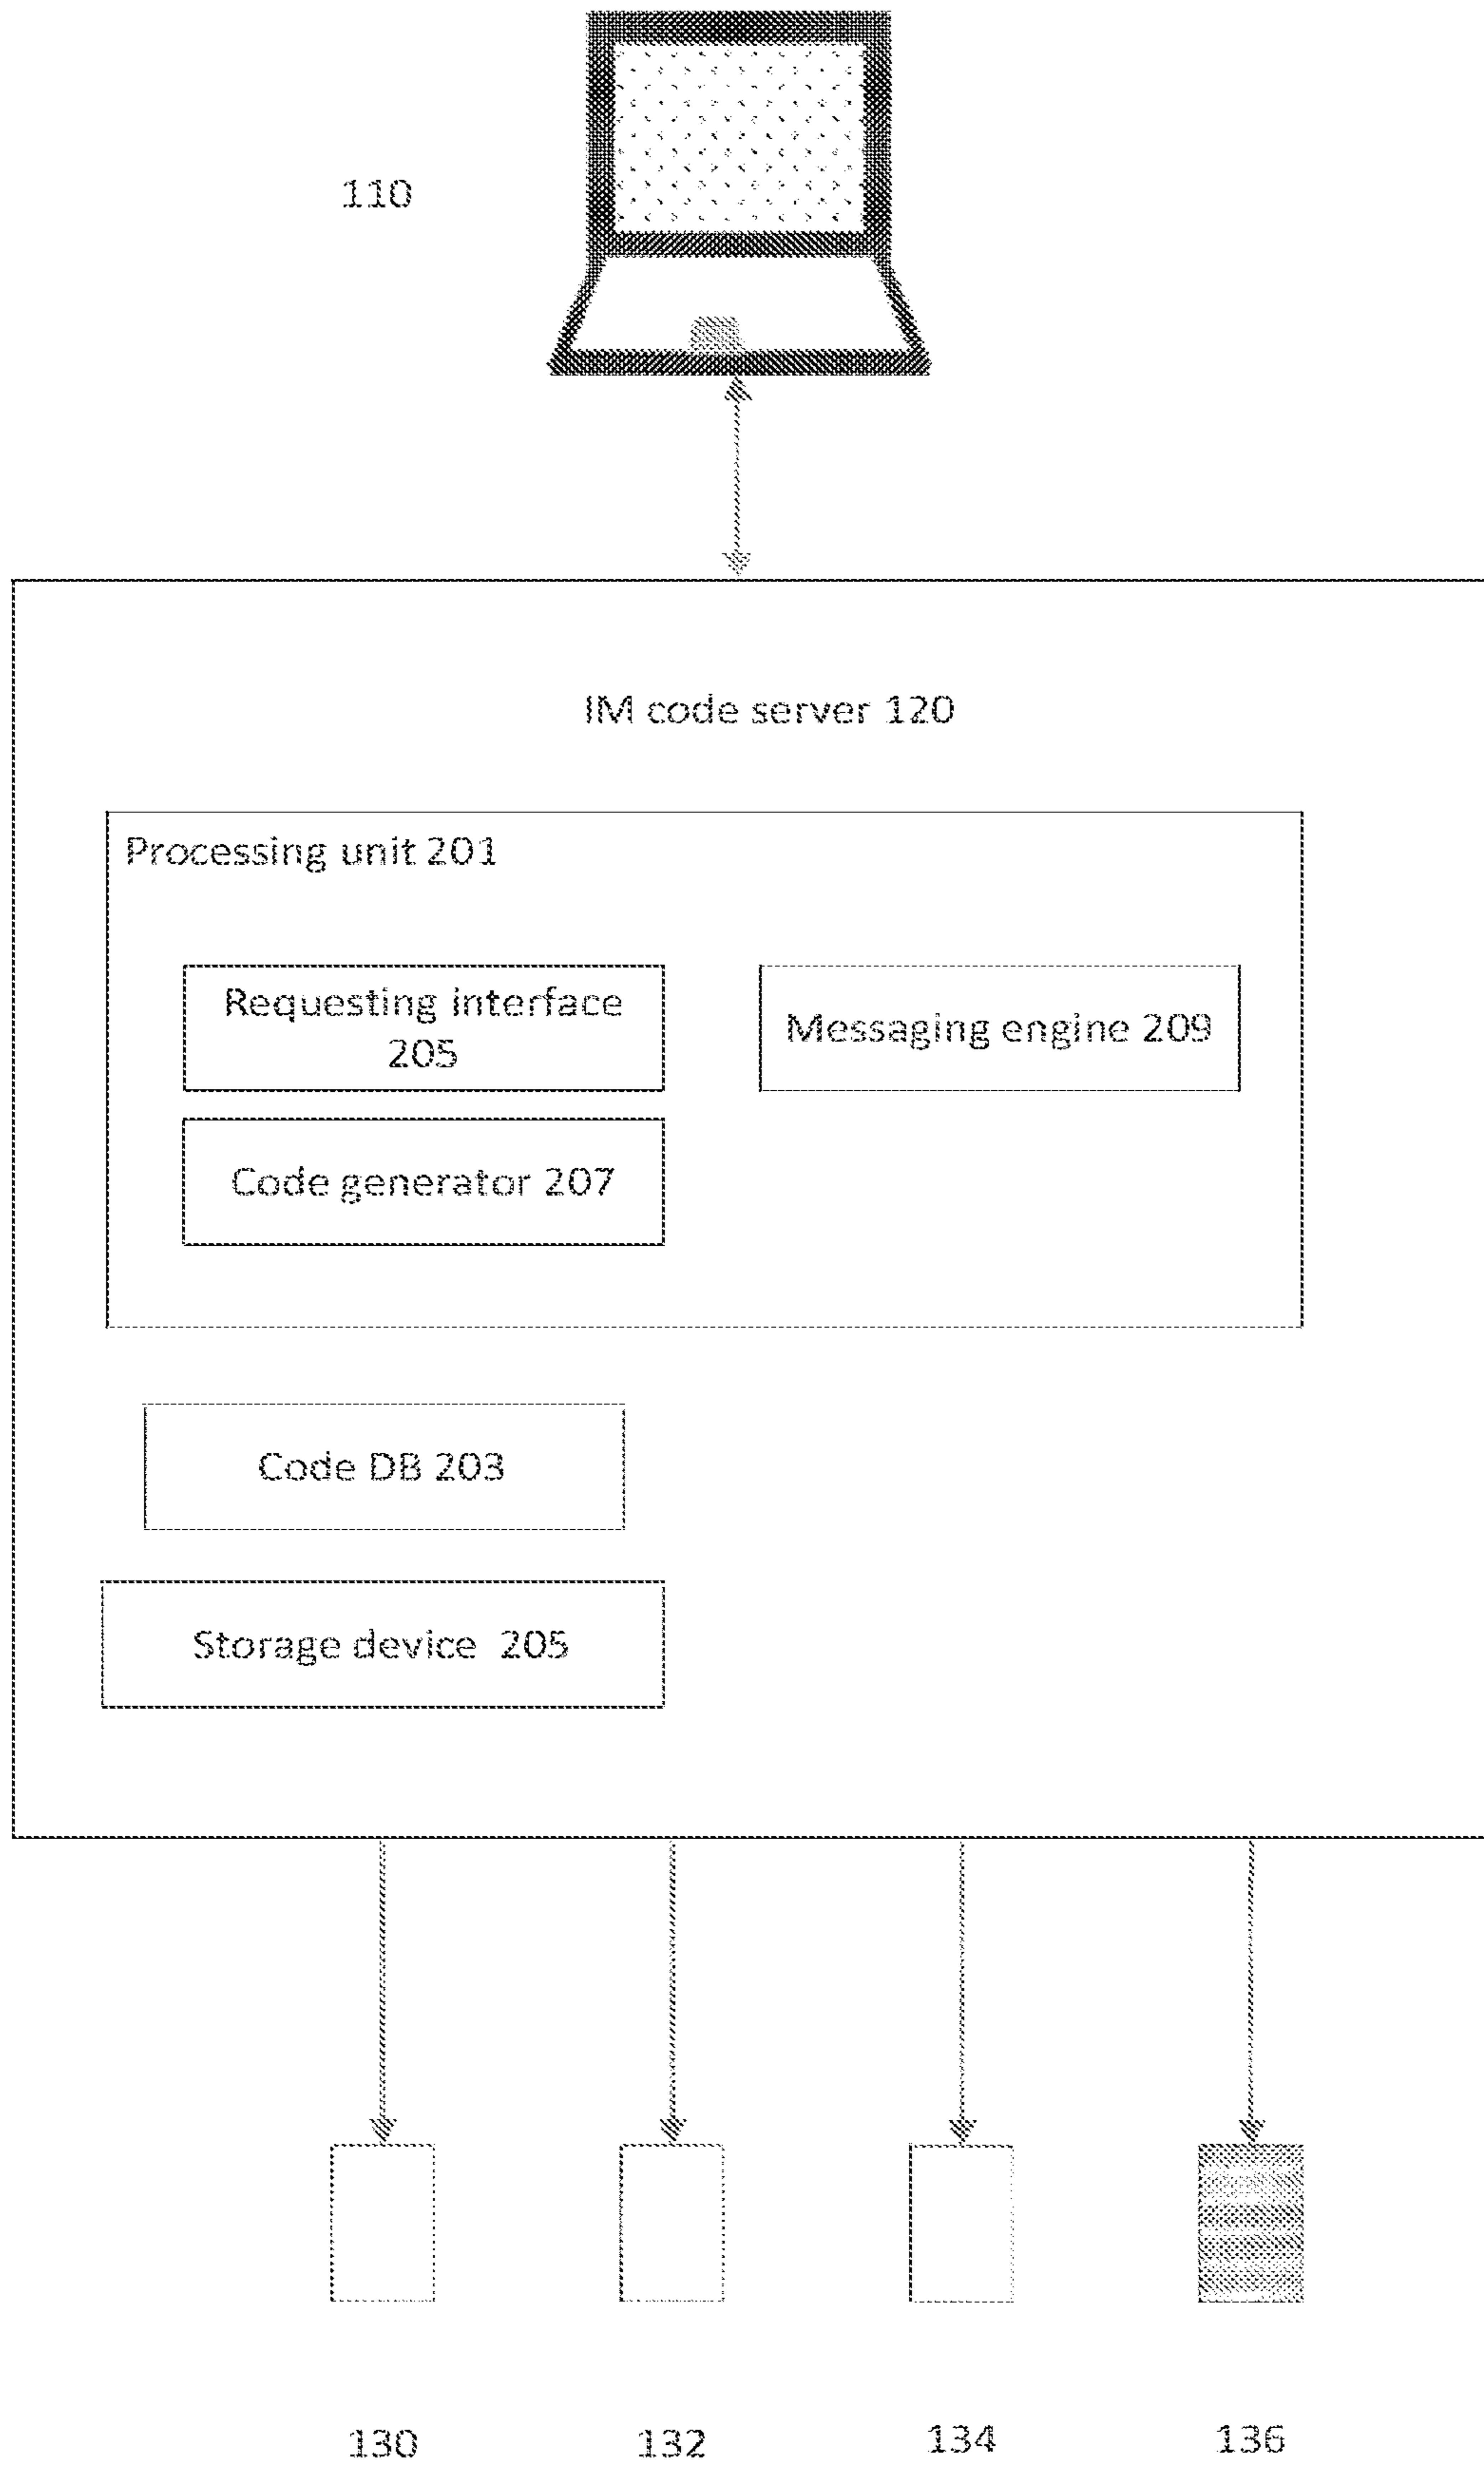 110
IM code server 120
Processing unit 201
Requesting interface
205
Messaging engine 209
Code generator 207
Code DB 203
Storage device 205
130 132 134 136